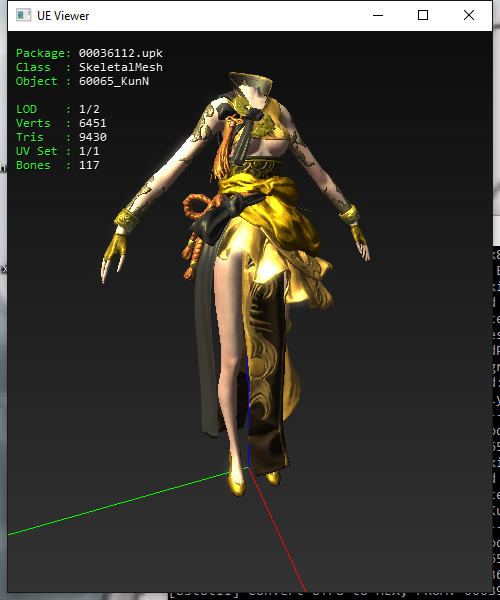 UE Viewer
Package: 00036112.upk
Class : SkeletalMesh
Object : 60065_KunN
LOD : 1/2
Verts : 6451
Tris : 9430
UV Set : 1/1
Bones : 117